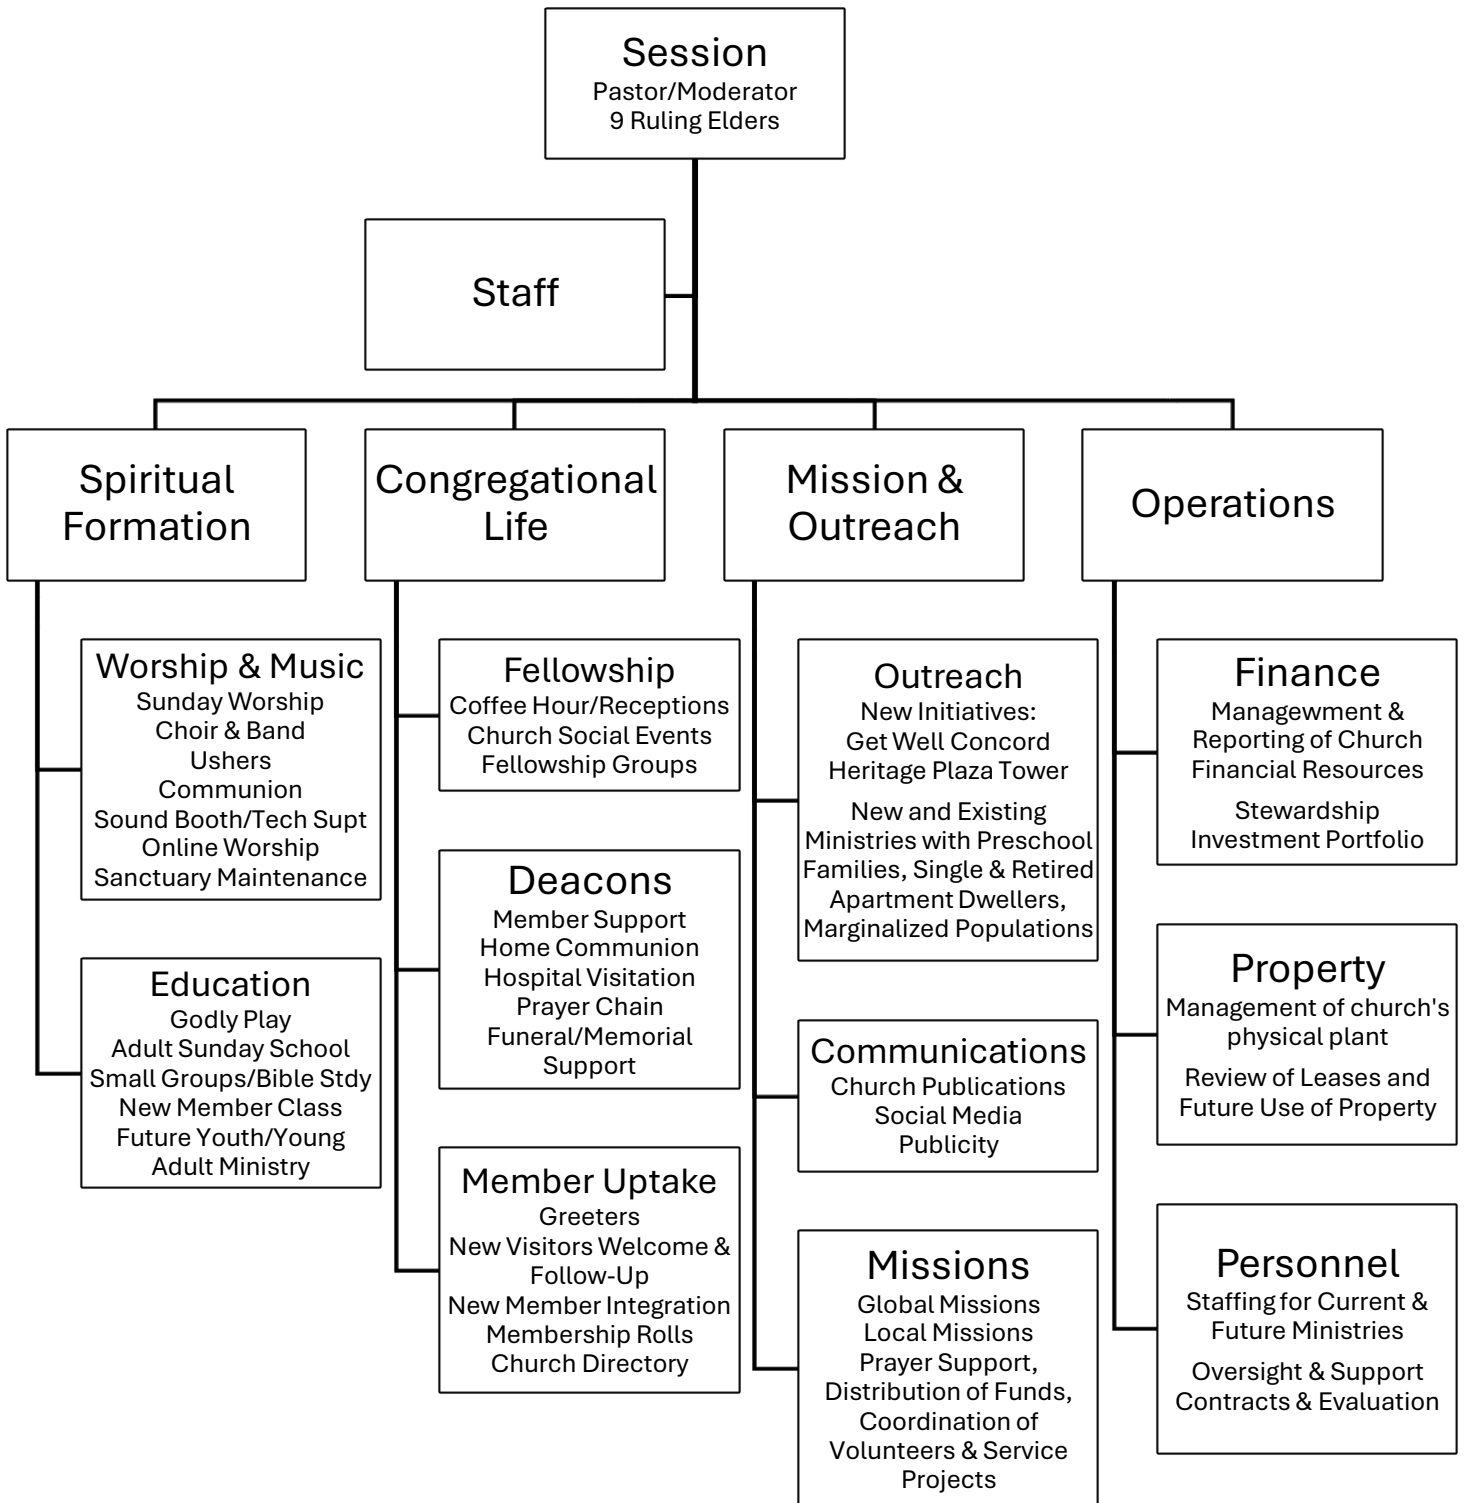 Session
Pastor/Moderator
9 Ruling Elders
Staff
Spiritual
Formation
Congregational
Life
Mission &
Outreach
Operations
Worship & Music
Sunday Worship
Choir & Band
Ushers
Communion
Sound Booth/Tech Supt
Online Worship
Sanctuary Maintenance
Education
Godly Play
Adult Sunday School
Small Groups/Bible Stdy
New Member Class
Future Youth/Young
Adult Ministry
Fellowship
Coffee Hour/Receptions
Church Social Events
Fellowship Groups
Deacons
Member Support
Home Communion
Hospital Visitation
Prayer Chain
Funeral/Memorial
Support
Member Uptake
Greeters
New Visitors Welcome &
Follow-Up
New Member Integration
Membership Rolls
Church Directory
Outreach
New Initiatives:
Get Well Concord
Heritage Plaza Tower
New and Existing
Ministries with Preschool
Families, Single & Retired
Apartment Dwellers,
Marginalized Populations
Communications
Church Publications
Social Media
Publicity
Missions
Global Missions
Local Missions
Prayer Support,
Distribution of Funds,
Coordination of
Volunteers & Service
Projects
Finance
Managewment &
Reporting of Church
Financial Resources
Stewardship
Investment Portfolio
Property
Management of church's
physical plant
Review of Leases and
Future Use of Property
Personnel
Staffing for Current &
Future Ministries
Oversight & Support
Contracts & Evaluation